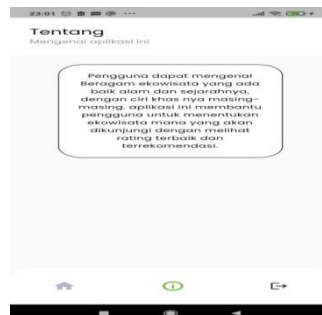 23:01
Tentang
Mengenai aplikasi ini
Pengguna dapat mengenal
Beragam ekowisata yang ada
baik alam dan sejarahnya,
dengan ciri khas nya masing-
masing. aplikasi ini membantu
pengguna untuk menentukan
ekowisata mana yang akan
dikunjungi dengan melihat
rating terbaik dan
terrekomendasi.